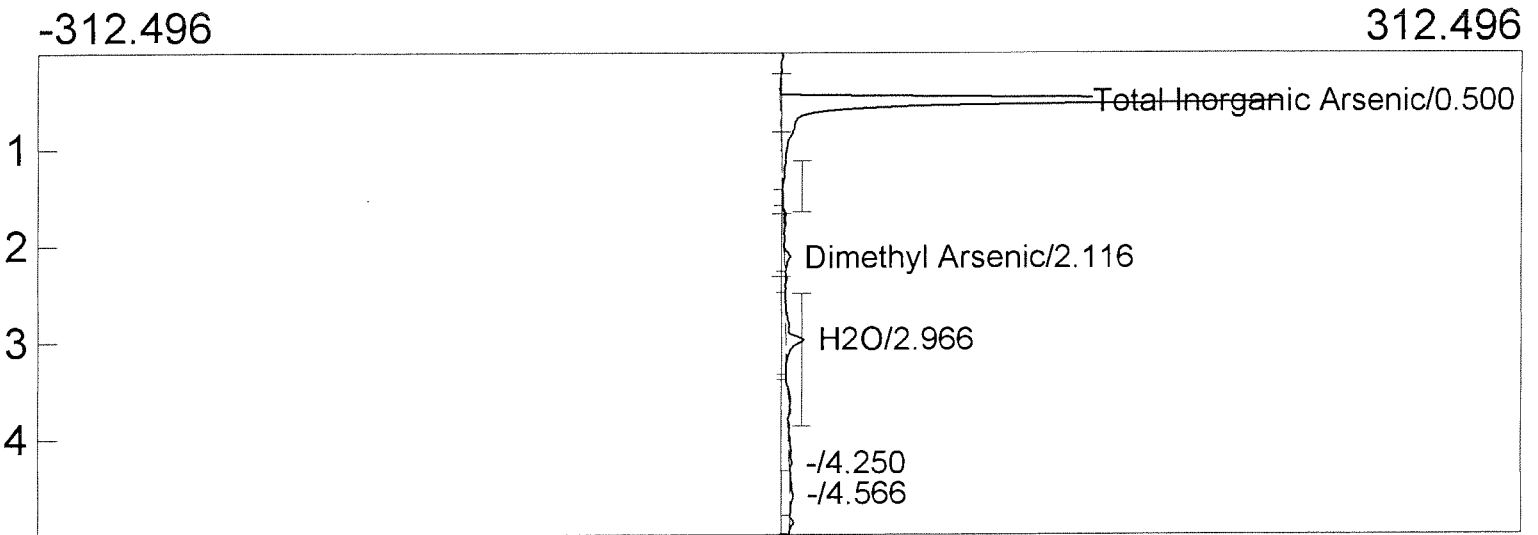 -312.496 312.496
Total Inorganic Arsenic/0.500
1
2
Dimethyl Arsenic/2.116
3
H2O/2.966
4
-/4.250
-/4.566